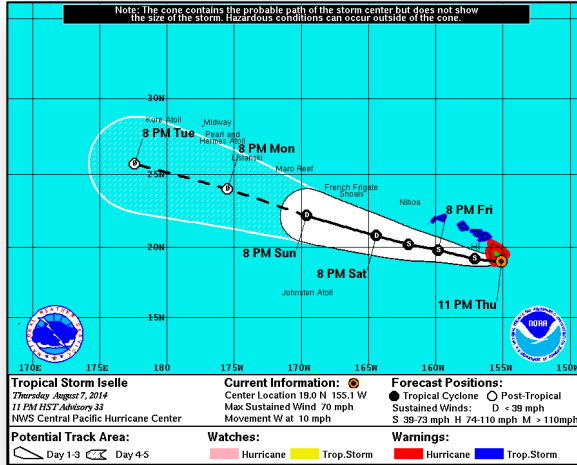 Note: The cone contains the probable path of the storm center but does not show
the size of the storm. Hazardous conditions can occur outside of the cone.
30N
Kure Atoll
Midway
8 PM Tue
Pearl and
Hermes Atoll
8 PM Mon
Lisianski
25N
Maro Reef
French Frigate
Shoals
Nihoa
8 PM Fri
20N
8 PM Sun
8 PM Sat
Johnston Atoll
11 PM Thu
15N
NOAA
170E
175E
180
175W
170W
165W
160W
155W
150W
D
D
D
D
S
S
S
Tropical Storm Iselle
Thursday August 7, 2014
11 PM HST Advisory 33
NWS Central Pacific Hurricane Center
Current Information:
Center Location 19.0 N 155.1 W
Max Sustained Wind 70 mph
Movement W at 10 mph
Forecast Positions:
Tropical Cyclone Post-Tropical
Sustained Winds: D < 39 mph
S 39-73 mph H 74-110 mph M > 110mph
Potential Track Area:
Day 1-3 Day 4-5
Watches:
Hurricane Trop.Storm
Warnings:
Hurricane Trop.Storm